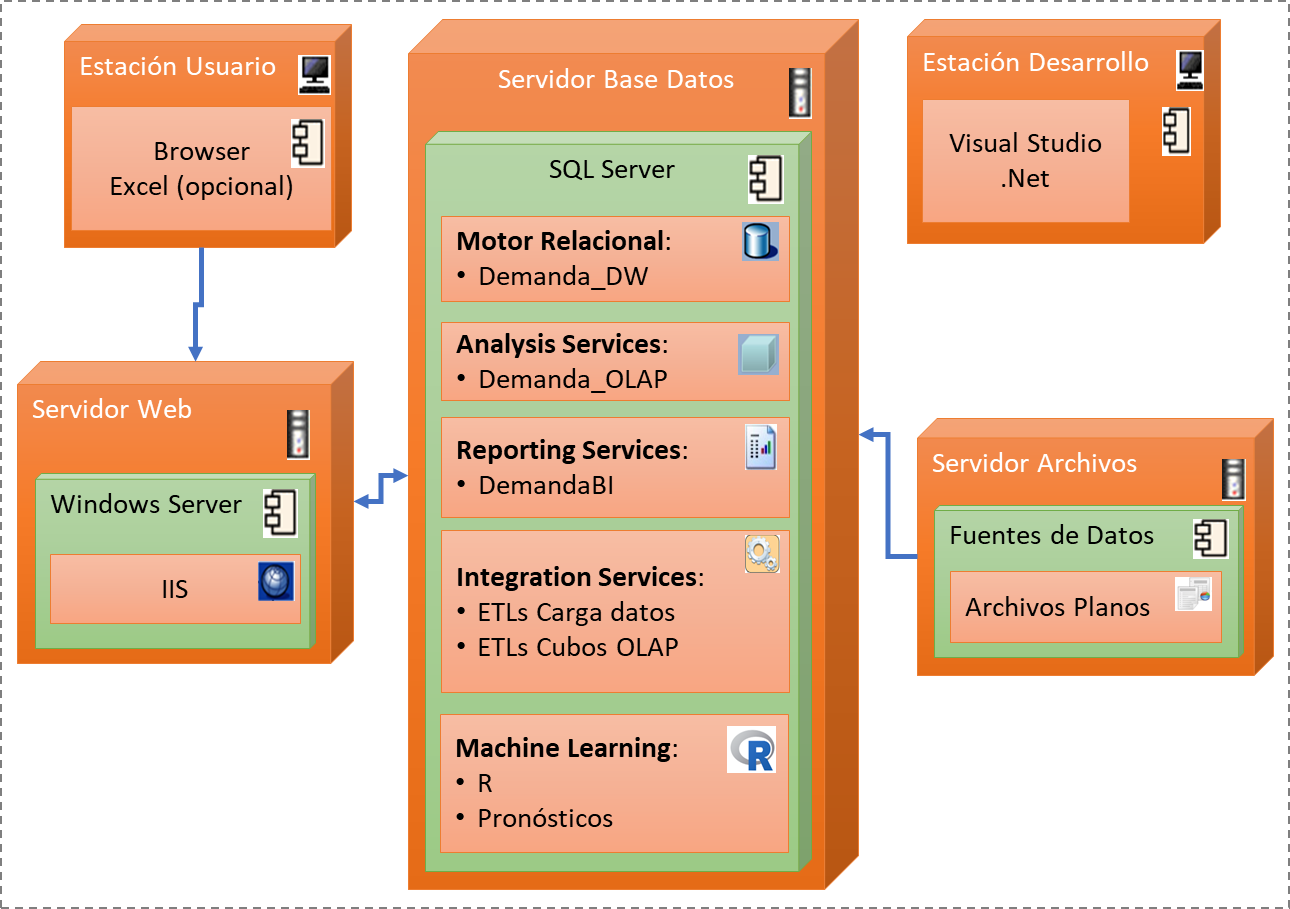 Estación Usuario
Browser
Excel (opcional)
Servidor Web
Windows Server
IIS
Servidor Base Datos
SQL Server
Motor Relacional:
• Demanda_DW
Analysis Services:
• Demanda_OLAP
Reporting Services:
• DemandaBI
Integration Services:
• ETLs Carga datos
• ETLs Cubos OLAP
Machine Learning:
R
• R
• Pronósticos
Estación Desarrollo
Visual Studio
.Net
Servidor Archivos
Fuentes de Datos
Archivos Planos